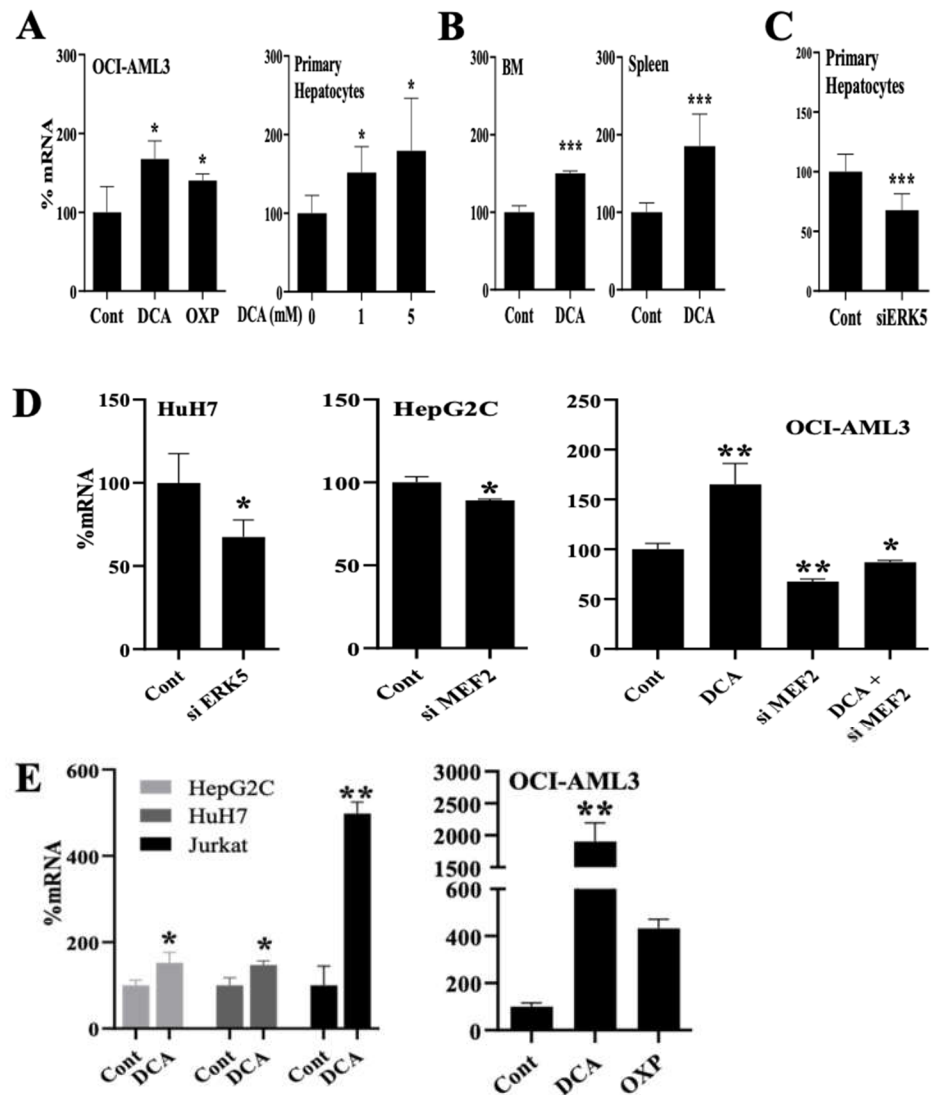 A
B
C
OCI-AML3
% mRNA
300
200
100
0
*
*
Cont DCA OXP
Primary
Hepatocytes
300
200
100
0
*
*
DCA (mM) 0 1 5
BM
300
200
100
0
***
Cont DCA
Spleen
300
200
100
0
***
Cont DCA
Primary
Hepatocytes
200
150
100
75
0
***
Cont siERK5
D
HuH7
%mRNA
150
100
50
0
*
Cont
si ERK5
HepG2C
150
100
50
0
*
Cont
si MEF2
OCI-AML3
250
200
150
100
50
0
**
**
*
Cont
DCA
si MEF2
DCA +
si MEF2
E
%mRNA
600
400
200
0
HepG2C
HuH7
Jurkat
*
*
**
Cont
DCA
Cont
DCA
Cont
DCA
OCI-AML3
3000
2500
2000
1500
600
400
200
0
**
Cont
DCA
OXP